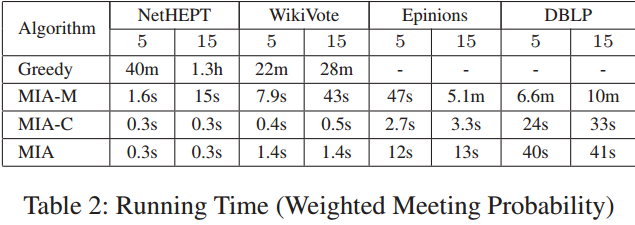 Algorithm NetHEPT WikiVote Epinions DBLP
5 15 5 15 5 15 5 15
Greedy 40m 1.3h 22m 28m - - - -
MIA-M 1.6s 15s 7.9s 43s 47s 5.1m 6.6m 10m
MIA-C 0.3s 0.3s 0.4s 0.5s 2.7s 3.3s 24s 33s
MIA 0.3s 0.3s 1.4s 1.4s 12s 13s 40s 41s
Table 2: Running Time (Weighted Meeting Probability)